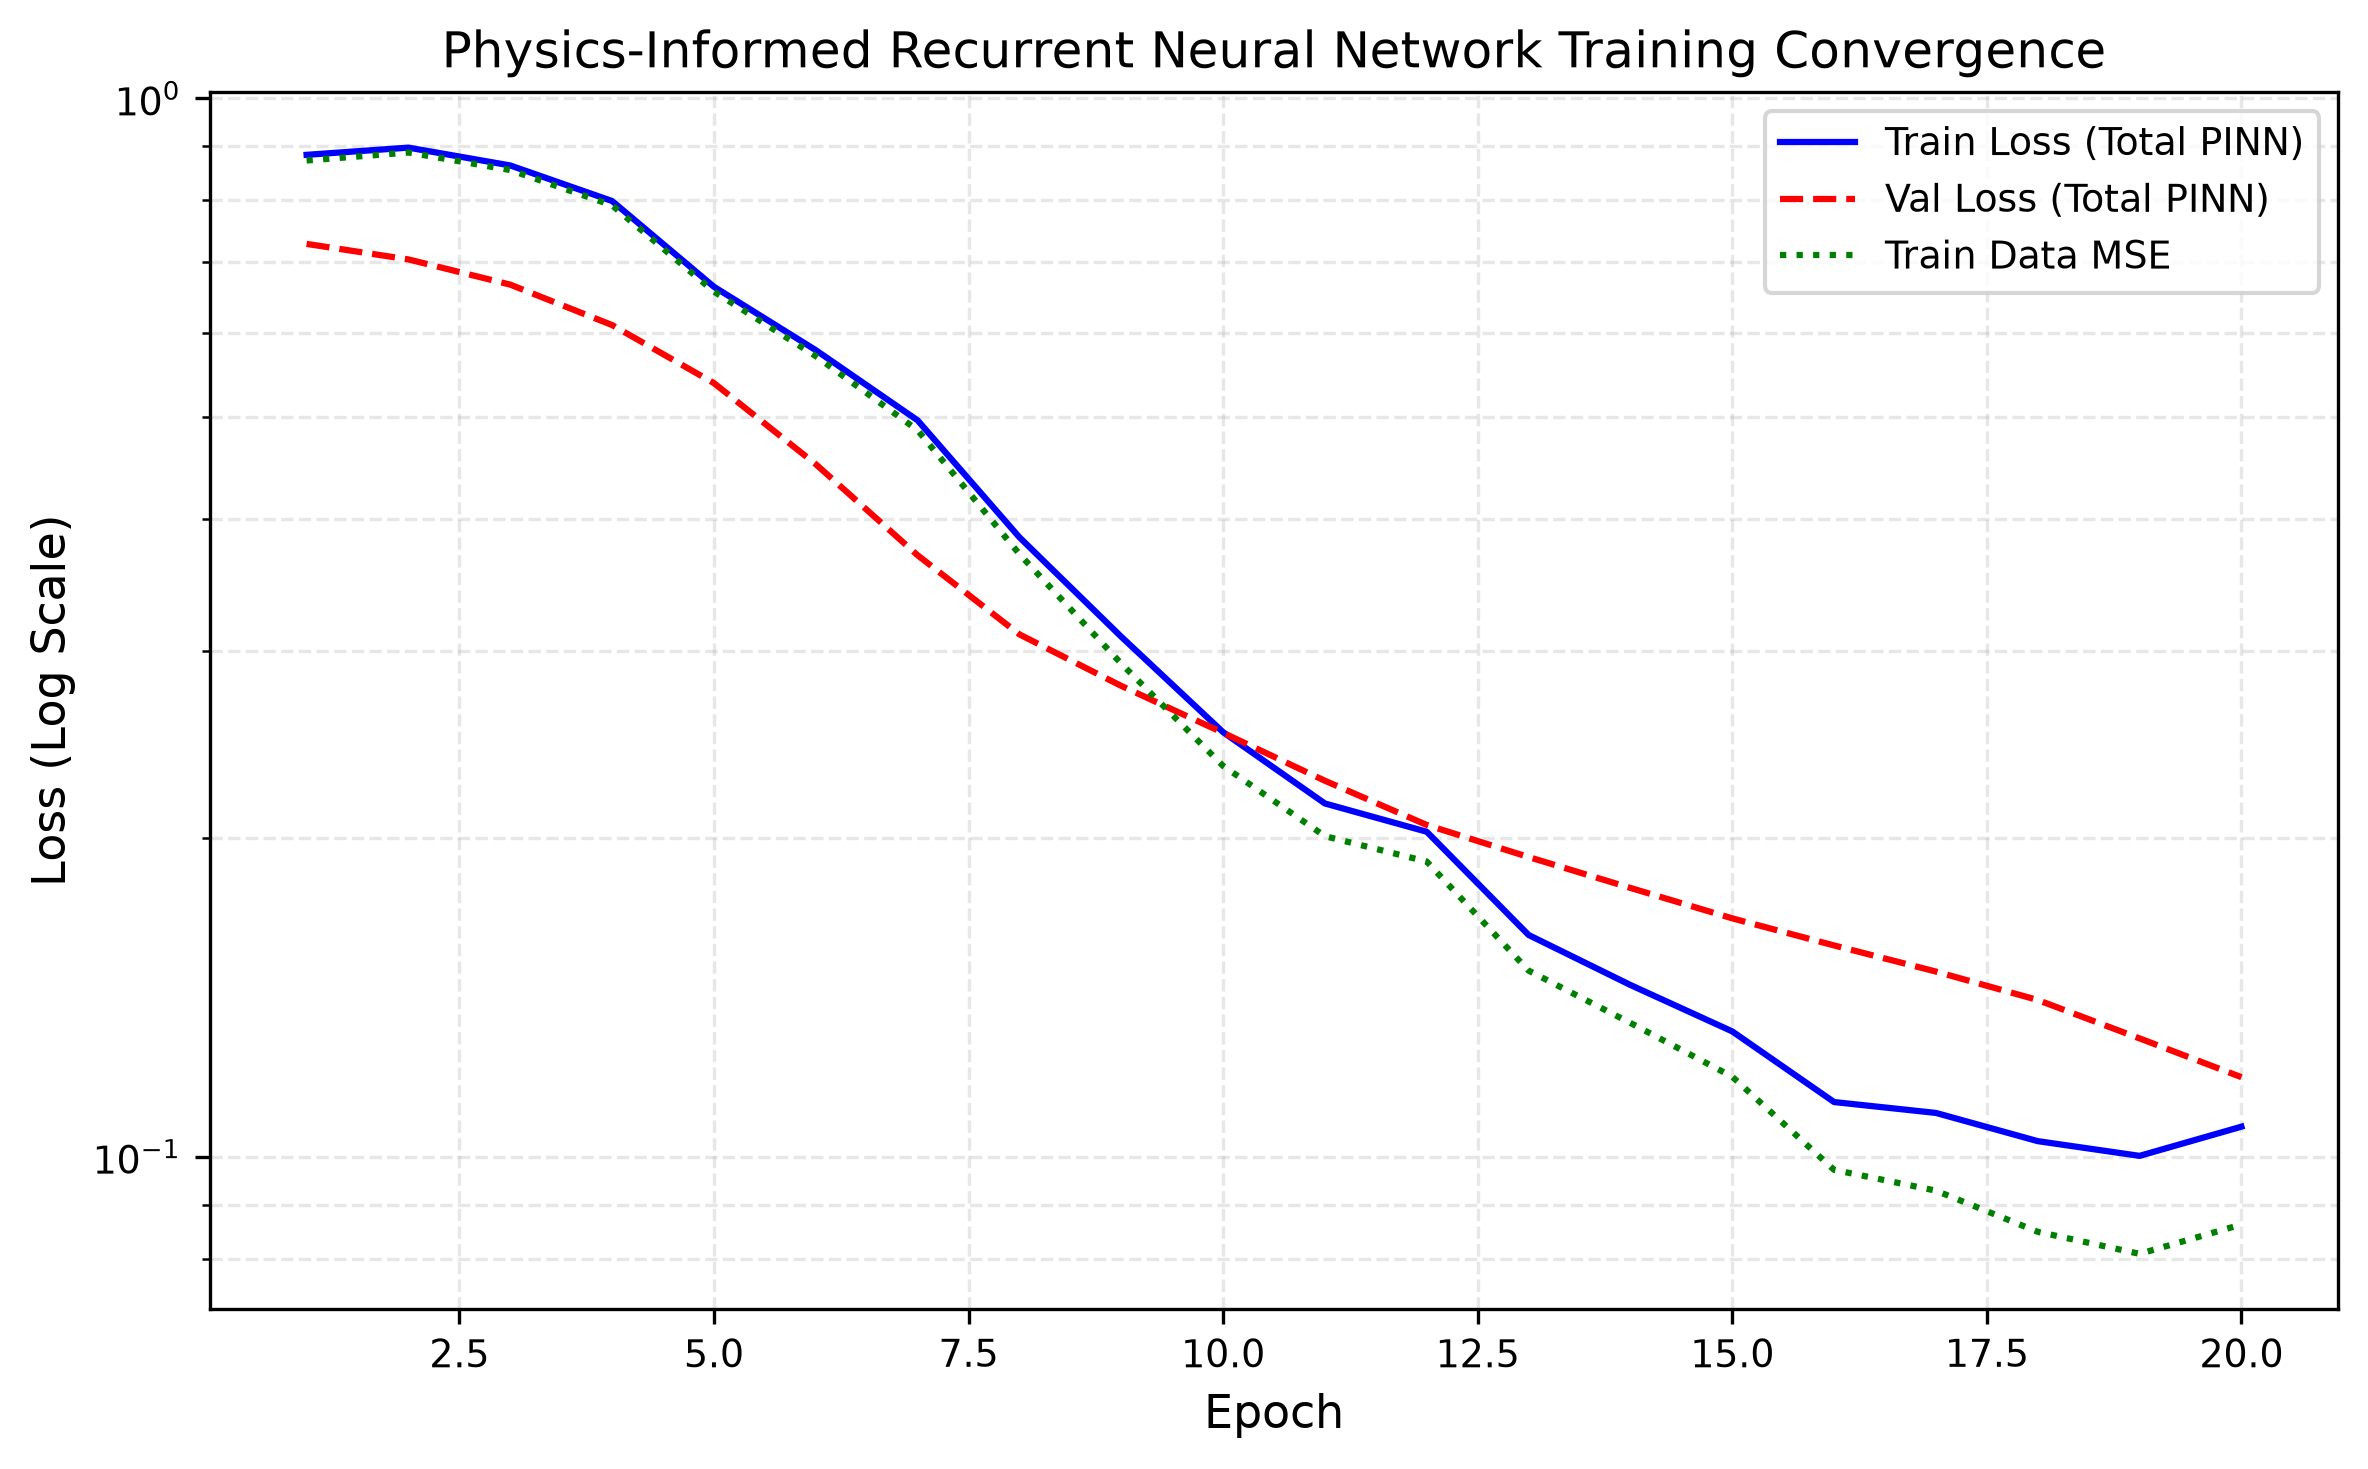 Physics-Informed Recurrent Neural Network Training Convergence
10⁰
10⁻¹
Loss (Log Scale)
Train Loss (Total PINN)
Val Loss (Total PINN)
Train Data MSE
2.5 5.0 7.5 10.0 12.5 15.0 17.5 20.0
Epoch